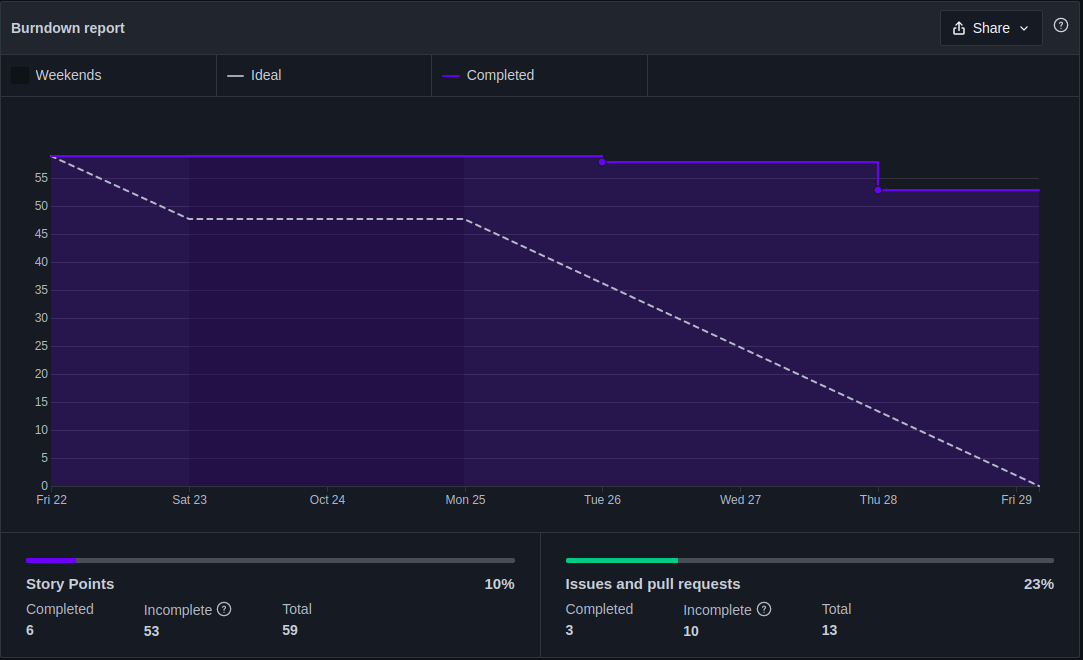 Burndown report
Share
Weekends
Ideal
Completed
55
50
45
40
35
30
25
20
15
10
5
0
Fri 22 Sat 23 Oct 24 Mon 25 Tue 26 Wed 27 Thu 28 Fri 29
Story Points 10%
Completed Incomplete ? Total
6 53 59
Issues and pull requests 23%
Completed Incomplete ? Total
3 10 13